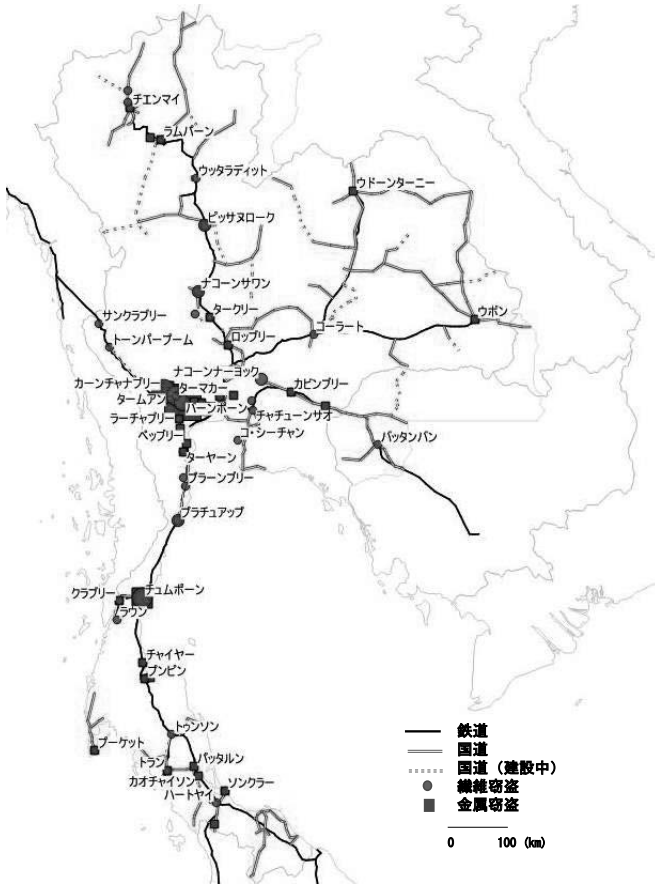 チエンマイ
ラムパーン
ウッタラディット
ウドーンターニー
ピッサヌローク
ナコーンサワン
タークリー
サンクラブリー
ウボン
ロッブリー
コーラート
トーンパープーム
ナコーンナーヨック
カーンチャナブリー
ターマカー
カビンブリー
タームアン
バーンポーン
ラーチャブリー
チャチューンサオ
ペッブリー
コ・シーチャン
バッタンバン
ターヤーン
プラーンブリー
プラチュアップ
クラブリー
チュムポーン
ラウン
チャイヤー
プンピン
トゥンソン
プーケット
トラン
パッタルン
カオチャイソン
ソンクラー
ハートヤイ
鉄道
国道
国道（建設中）
繊維窃盗
金属窃盗
0 100 (km)